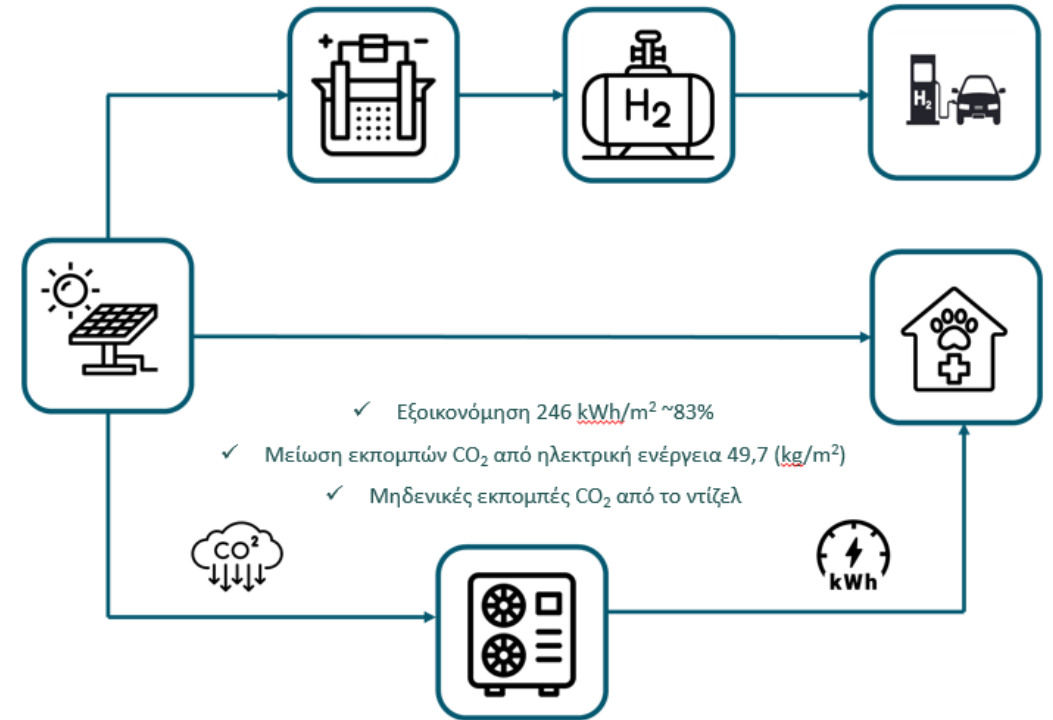 + −
H2
H2
✓ Εξοικονόμηση 246 kWh/m² ~83%
✓ Μείωση εκπομπών CO₂ από ηλεκτρική ενέργεια 49,7 (kg/m²)
✓ Μηδενικές εκπομπές CO₂ από το ντίζελ
CO²
kWh